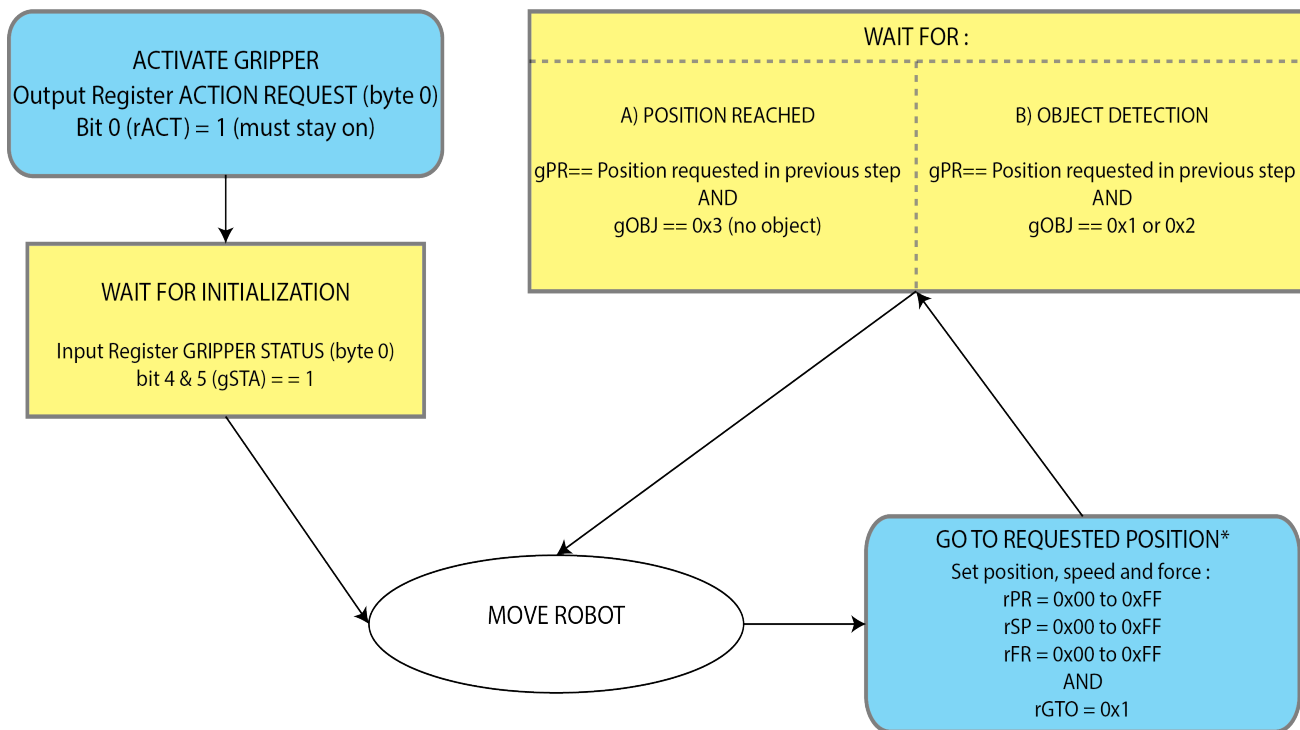 ACTIVATE GRIPPER
Output Register ACTION REQUEST (byte 0)
Bit 0 (rACT) = 1 (must stay on)
WAIT FOR INITIALIZATION
Input Register GRIPPER STATUS (byte 0)
bit 4 & 5 (gSTA) = = 1
MOVE ROBOT
GO TO REQUESTED POSITION*
Set position, speed and force :
rPR = 0x00 to 0xFF
rSP = 0x00 to 0xFF
rFR = 0x00 to 0xFF
AND
rGTO = 0x1
WAIT FOR :
A) POSITION REACHED
gPR== Position requested in previous step
AND
gOBJ == 0x3 (no object)
B) OBJECT DETECTION
gPR== Position requested in previous step
AND
gOBJ == 0x1 or 0x2